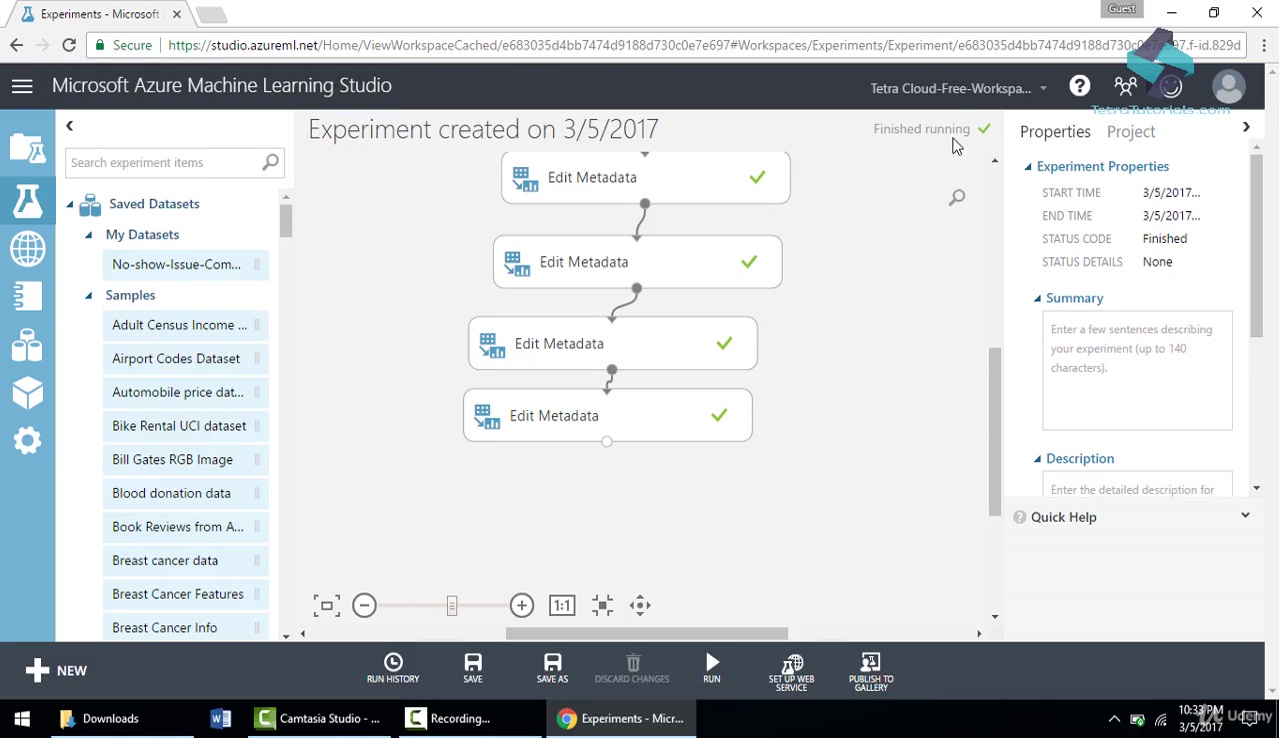 Experiments - Microsoft
Guest
Secure
https://studio.azureml.net/Home/ViewWorkspaceCached/e683035d4bb7474d9188d730c0e7e697#Workspaces/Experiments/Experiment/e683035d4bb7474d9188d730c0e7e697.f-id.829d
Microsoft Azure Machine Learning Studio
Tetra Cloud-Free-Workspa...
TetraTutorials.com
Experiment created on 3/5/2017
Finished running
Properties
Project
Search experiment items
Saved Datasets
My Datasets
No-show-Issue-Com...
Samples
Adult Census Income ...
Airport Codes Dataset
Automobile price dat...
Bike Rental UCI dataset
Bill Gates RGB Image
Blood donation data
Book Reviews from A...
Breast cancer data
Breast Cancer Features
Breast Cancer Info
Edit Metadata
Edit Metadata
Edit Metadata
Edit Metadata
1:1
Experiment Properties
START TIME 3/5/2017...
END TIME 3/5/2017...
STATUS CODE Finished
STATUS DETAILS None
Summary
Enter a few sentences describing
your experiment (up to 140
characters).
Description
Enter the detailed description for
Quick Help
NEW
RUN HISTORY
SAVE
SAVE AS
DISCARD CHANGES
RUN
SET UP WEB
SERVICE
PUBLISH TO
GALLERY
Downloads
Camtasia Studio - ...
Recording...
Experiments - Micr...
10:33 PM
3/5/2017
Udemy